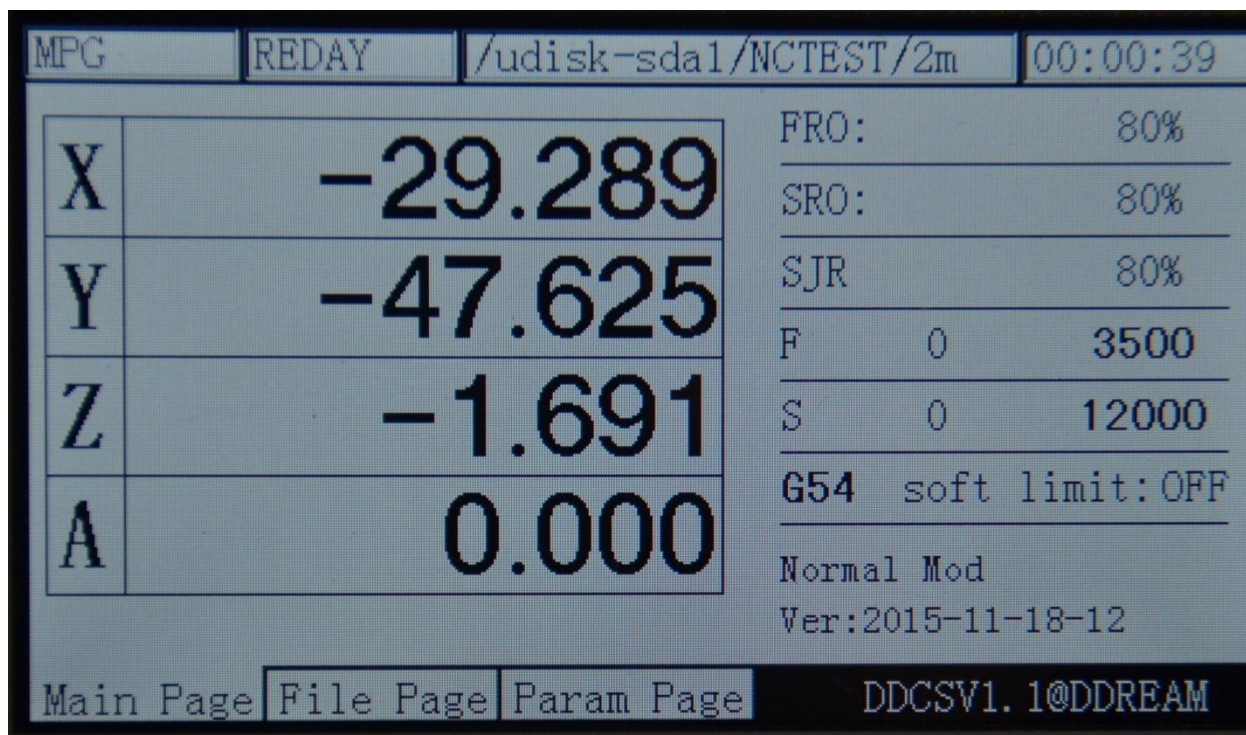 MPG REDAY /udisk-sda1/NCTEST/2m 00:00:39
X -29.289
Y -47.625
Z -1.691
A 0.000
FRO: 80%
SRO: 80%
SJR 80%
F 0 3500
S 0 12000
G54 soft limit:OFF
Normal Mod
Ver:2015-11-18-12
Main Page File Page Param Page DDCSV1.1@DDREAM